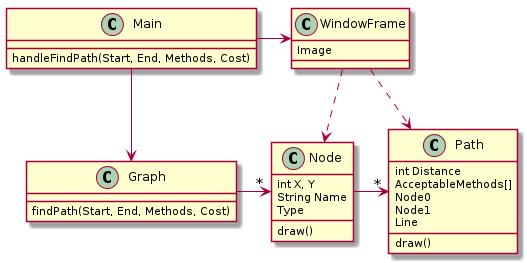 C Main
handleFindPath(Start, End, Methods, Cost)
C WindowFrame
Image
C Graph
findPath(Start, End, Methods, Cost)
*
C Node
int X, Y
String Name
Type
draw()
*
C Path
int Distance
AcceptableMethods[]
Node0
Node1
Line
draw()